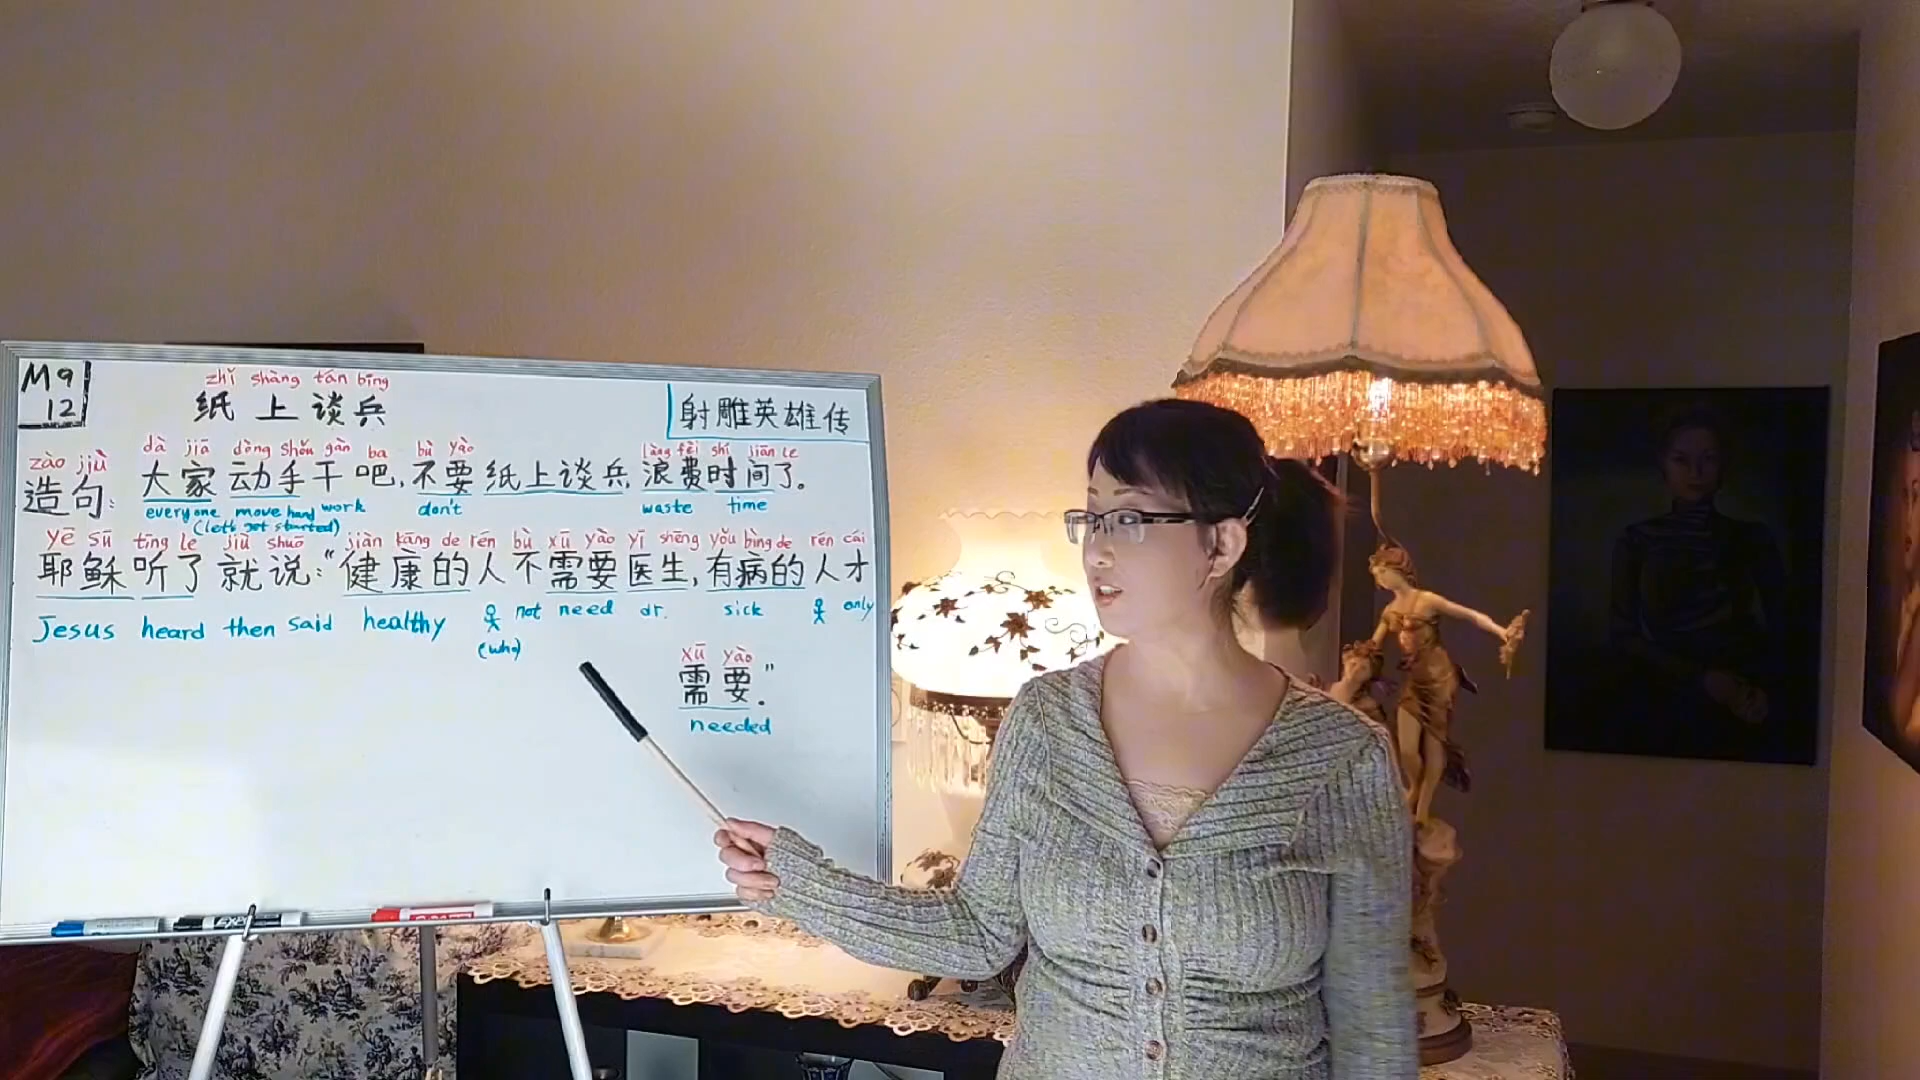 M9
12
zhǐ shàng tán bīng
纸上谈兵
射雕英雄传
zào jù dà jiā dòng shǒu gàn ba bù yào làng fèi shí jiān le
造句：大家动手干吧，不要纸上谈兵，浪费时间了。
everyone move hand work don't waste time
(let's get started)
yē sū tīng le jiù shuō jiàn kāng de rén bù xū yào yī shēng yǒu bìng de rén cái
耶稣听了就说："健康的人不需要医生，有病的人才
Jesus heard then said healthy not need dr. sick only
(who)
xū yào
需要。"
needed
EXPO